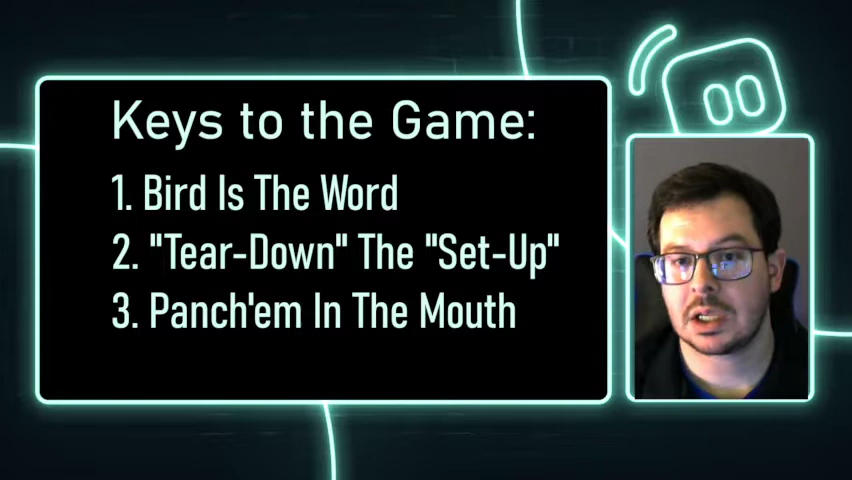 Keys to the Game:
1. Bird Is The Word
2. "Tear-Down" The "Set-Up"
3. Panch'em In The Mouth